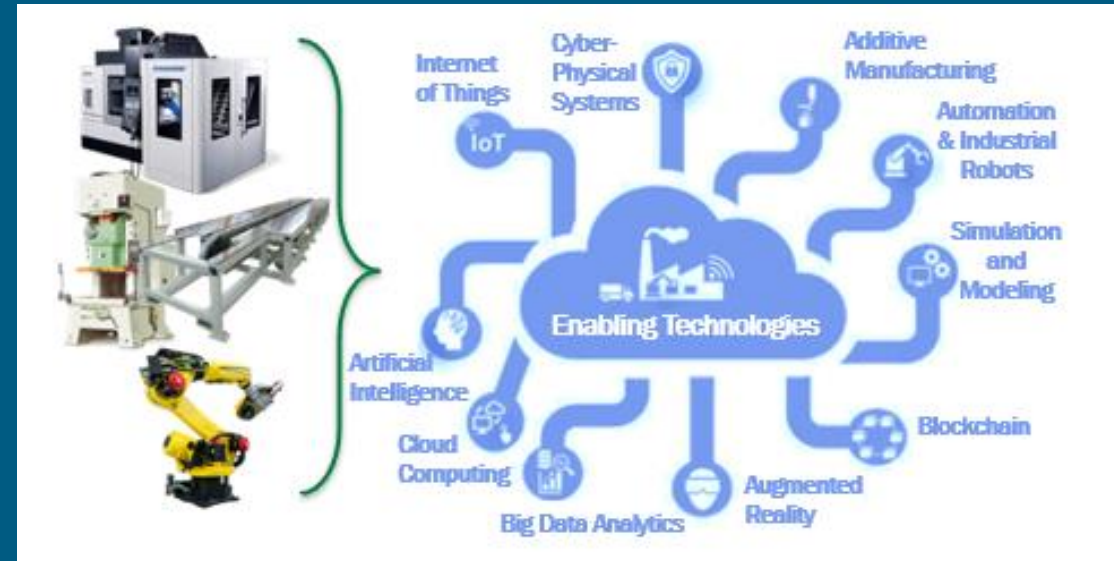 Internet
of Things
Cyber-
Physical
Systems
Additive
Manufacturing
Automation
& Industrial
Robots
IoT
Simulation
and
Modeling
Enabling Technologies
Artificial
Intelligence
Cloud
Computing
Blockchain
Big Data Analytics
Augmented
Reality